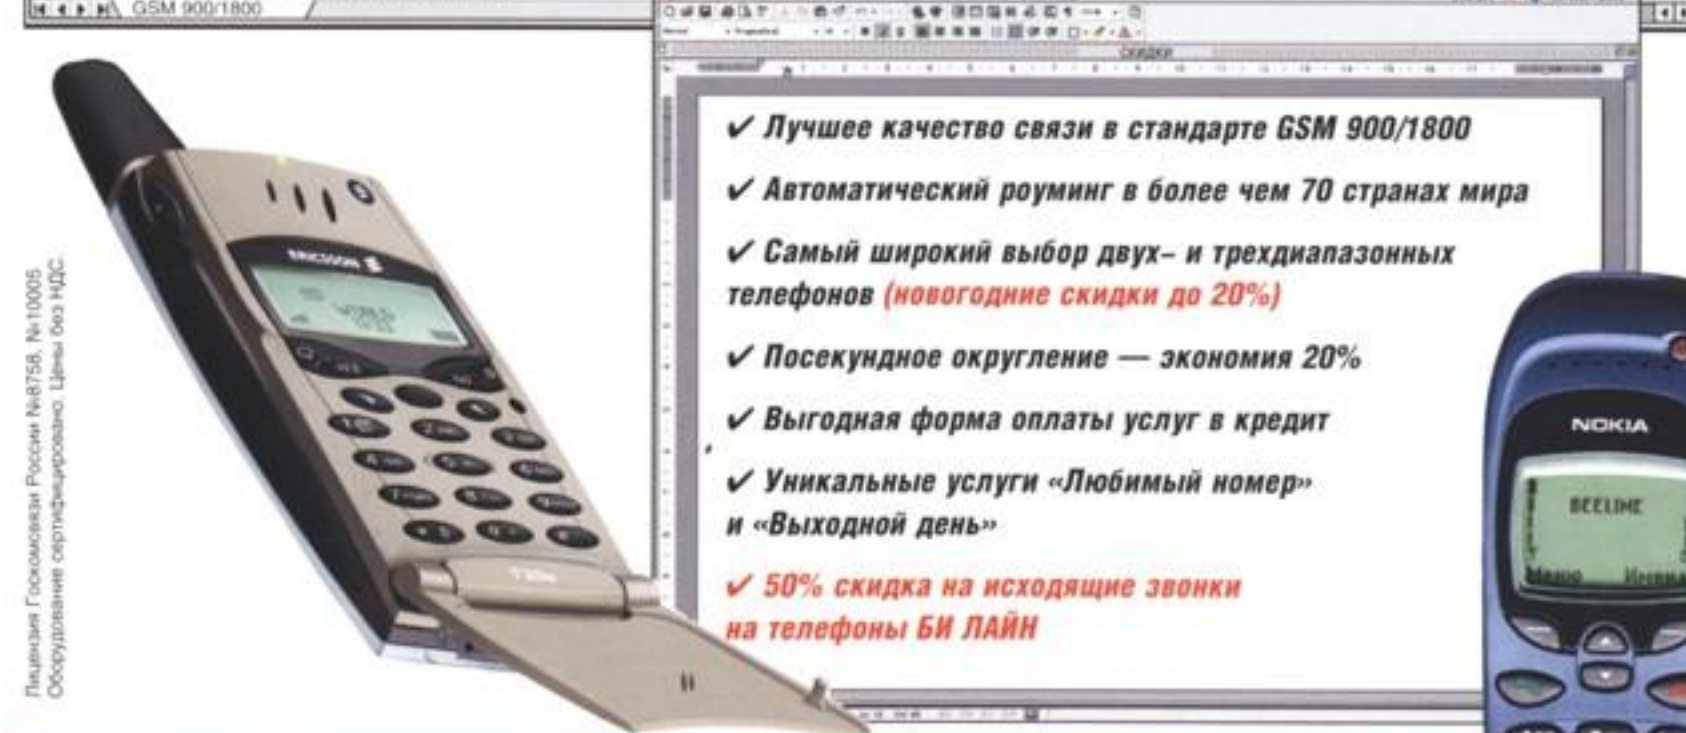 GSM 900/1800
скидки
✓ Лучшее качество связи в стандарте GSM 900/1800
✓ Автоматический роуминг в более чем 70 странах мира
✓ Самый широкий выбор двух– и трехдиапазонных
телефонов (новогодние скидки до 20%)
✓ Посекундное округление — экономия 20%
✓ Выгодная форма оплаты услуг в кредит
✓ Уникальные услуги «Любимый номер»
и «Выходной день»
✓ 50% скидка на исходящие звонки
на телефоны БИ ЛАЙН
Лицензия Госкомсвязи России №8758, №10005
Оборудование сертифицировано. Цены без НДС.
ERICSSON
NOKIA
BEELINE
Меню